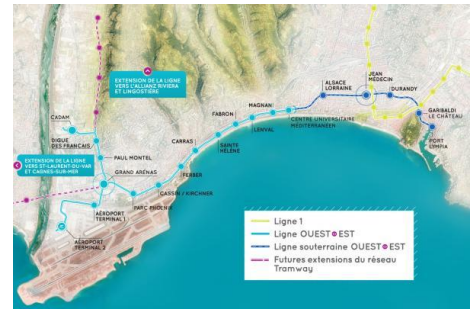 EXTENSION DE LA LIGNE
VERS L'ALLIANZ RIVIERA
ET LINGOSTIÈRE
CADAM
DIGUE
DES FRANÇAIS
EXTENSION DE LA LIGNE
VERS ST-LAURENT-DU-VAR
ET CAGNES-SUR-MER
PAUL MONTEL
GRAND ARÉNAS
AÉROPORT
TERMINAL 1
AÉROPORT
TERMINAL 2
PARC PHOENIX
CASSIN / KIRCHNER
FERBER
CARRAS
SAINTE
HÉLÈNE
FABRON
LENVAL
MAGNAN
CENTRE UNIVERSITAIRE
MÉDITERRANÉEN
ALSACE
LORRAINE
JEAN
MÉDECIN
DURANDY
GARIBALDI
LE CHÂTEAU
PORT
LYMPIA
Ligne 1
Ligne OUEST EST
Ligne souterraine OUEST EST
Futures extensions du réseau
Tramway